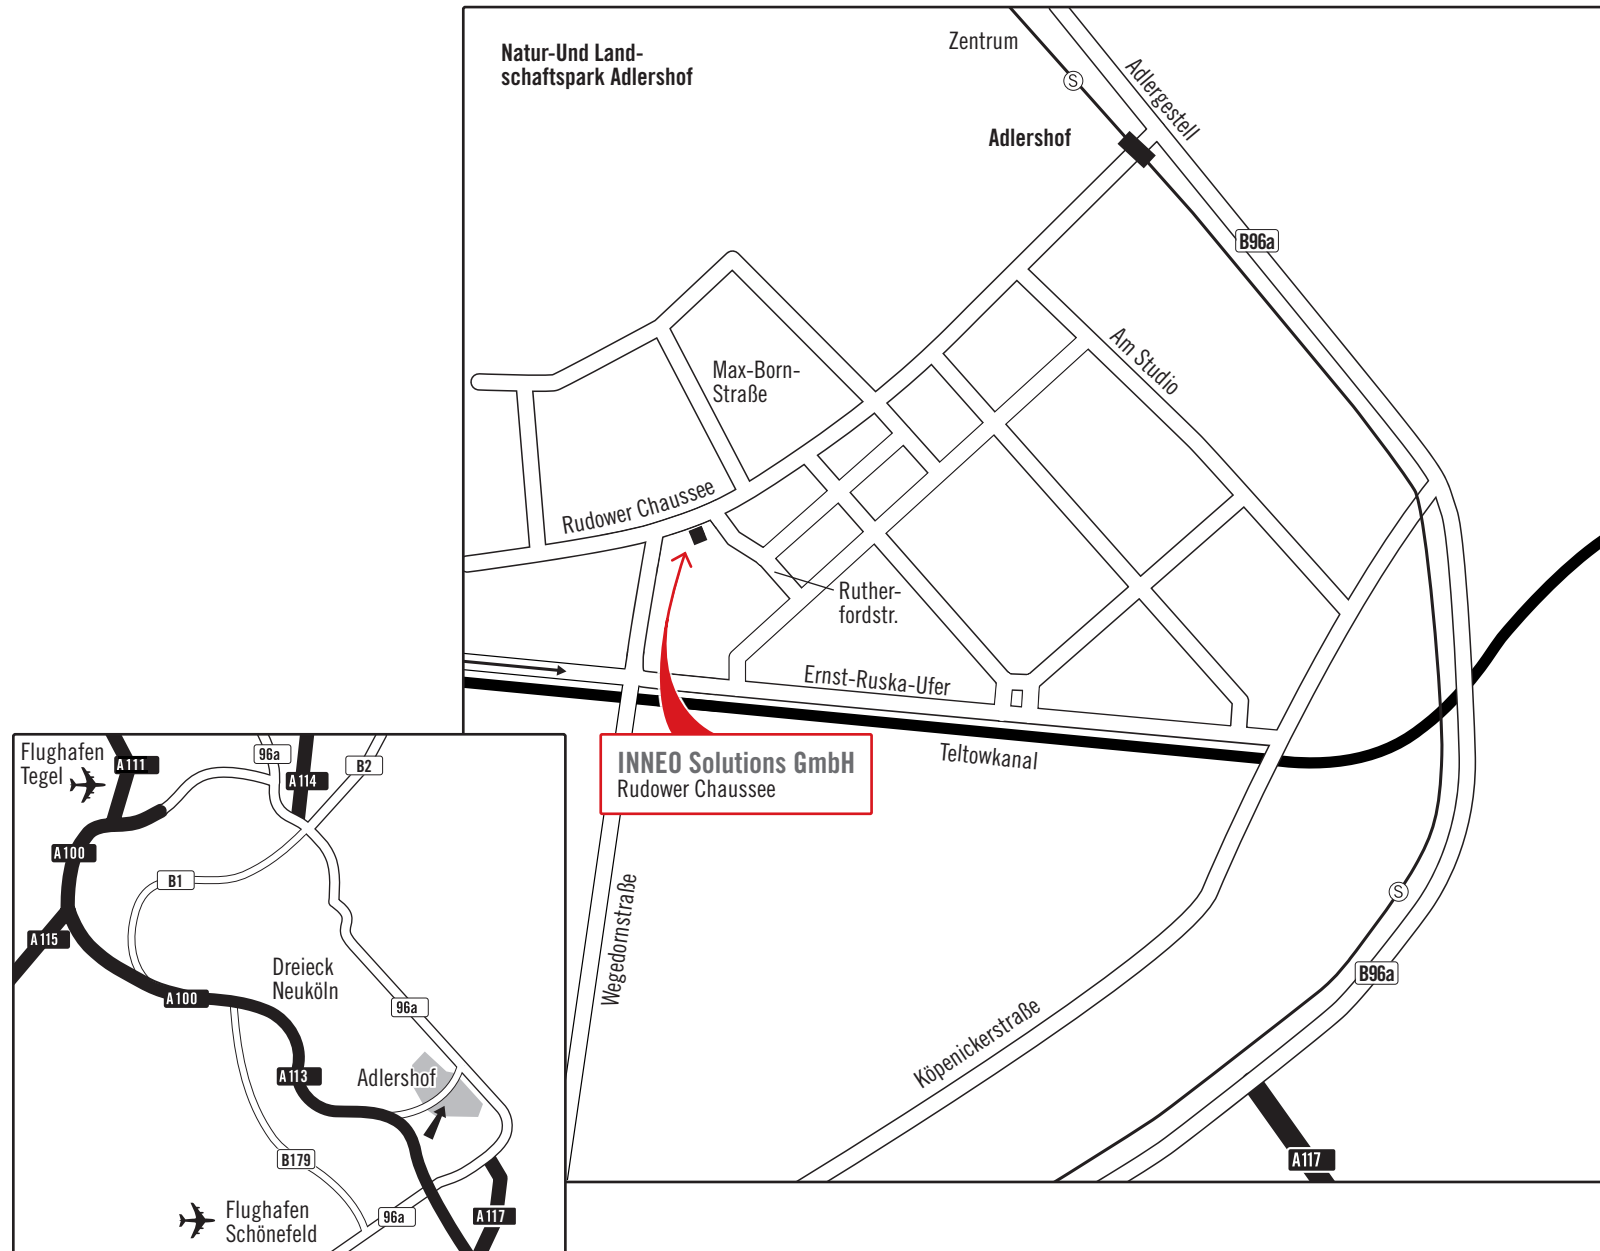 Natur-Und Land-
schaftspark Adlershof
Zentrum
S
Adlergestell
Adlershof
B96a
Am Studio
Max-Born-
Straße
Rudower Chaussee
Ruther-
fordstr.
Ernst-Ruska-Ufer
Teltowkanal
INNEO Solutions GmbH
Rudower Chaussee
Wegedornstraße
Köpenickerstraße
S
B96a
A117
Flughafen
Tegel
A111
96a
A114
B2
A100
B1
A115
A100
Dreieck
Neuköln
96a
A113
Adlershof
B179
Flughafen
Schönefeld
96a
A117